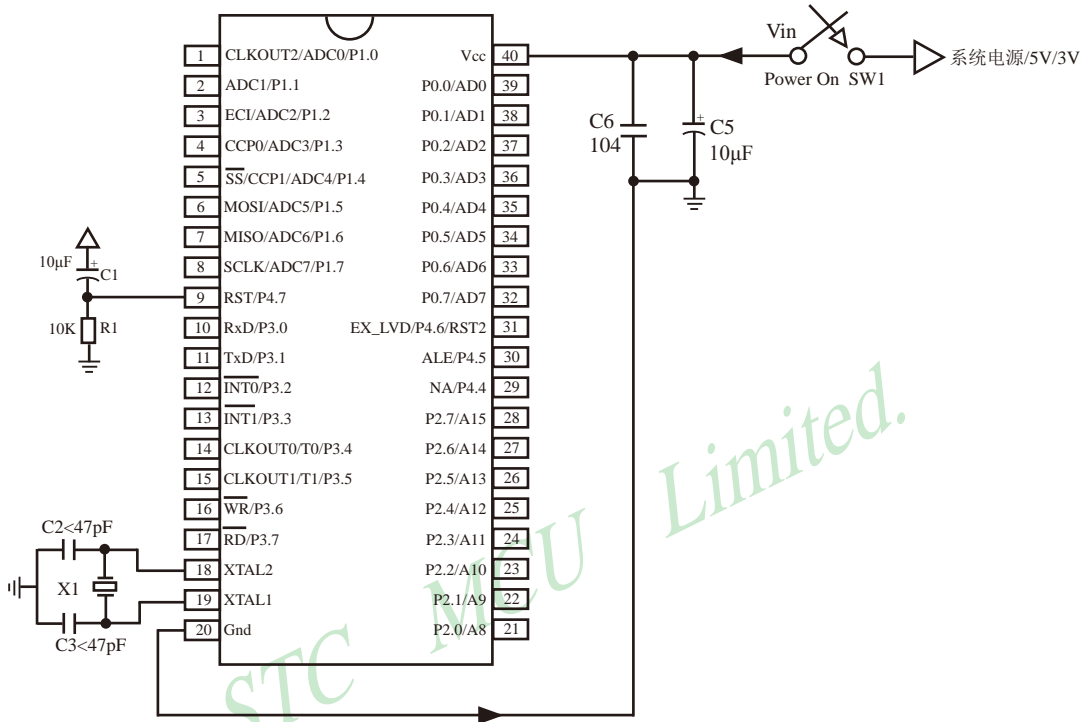 1 CLKOUT2/ADC0/P1.0
2 ADC1/P1.1
3 ECI/ADC2/P1.2
4 CCP0/ADC3/P1.3
5 SS/CCP1/ADC4/P1.4
6 MOSI/ADC5/P1.5
7 MISO/ADC6/P1.6
8 SCLK/ADC7/P1.7
9 RST/P4.7
10 RxD/P3.0
11 TxD/P3.1
12 INT0/P3.2
13 INT1/P3.3
14 CLKOUT0/T0/P3.4
15 CLKOUT1/T1/P3.5
16 WR/P3.6
17 RD/P3.7
18 XTAL2
19 XTAL1
20 Gnd
Vcc 40
P0.0/AD0 39
P0.1/AD1 38
P0.2/AD2 37
P0.3/AD3 36
P0.4/AD4 35
P0.5/AD5 34
P0.6/AD6 33
P0.7/AD7 32
EX_LVD/P4.6/RST2 31
ALE/P4.5 30
NA/P4.4 29
P2.7/A15 28
P2.6/A14 27
P2.5/A13 26
P2.4/A12 25
P2.3/A11 24
P2.2/A10 23
P2.1/A9 22
P2.0/A8 21
10μF
+
C1
10K
R1
C2<47pF
X1
C3<47pF
Vin
Power On SW1
系统电源/5V/3V
C6
104
+
C5
10μF
STC MCU Limited.